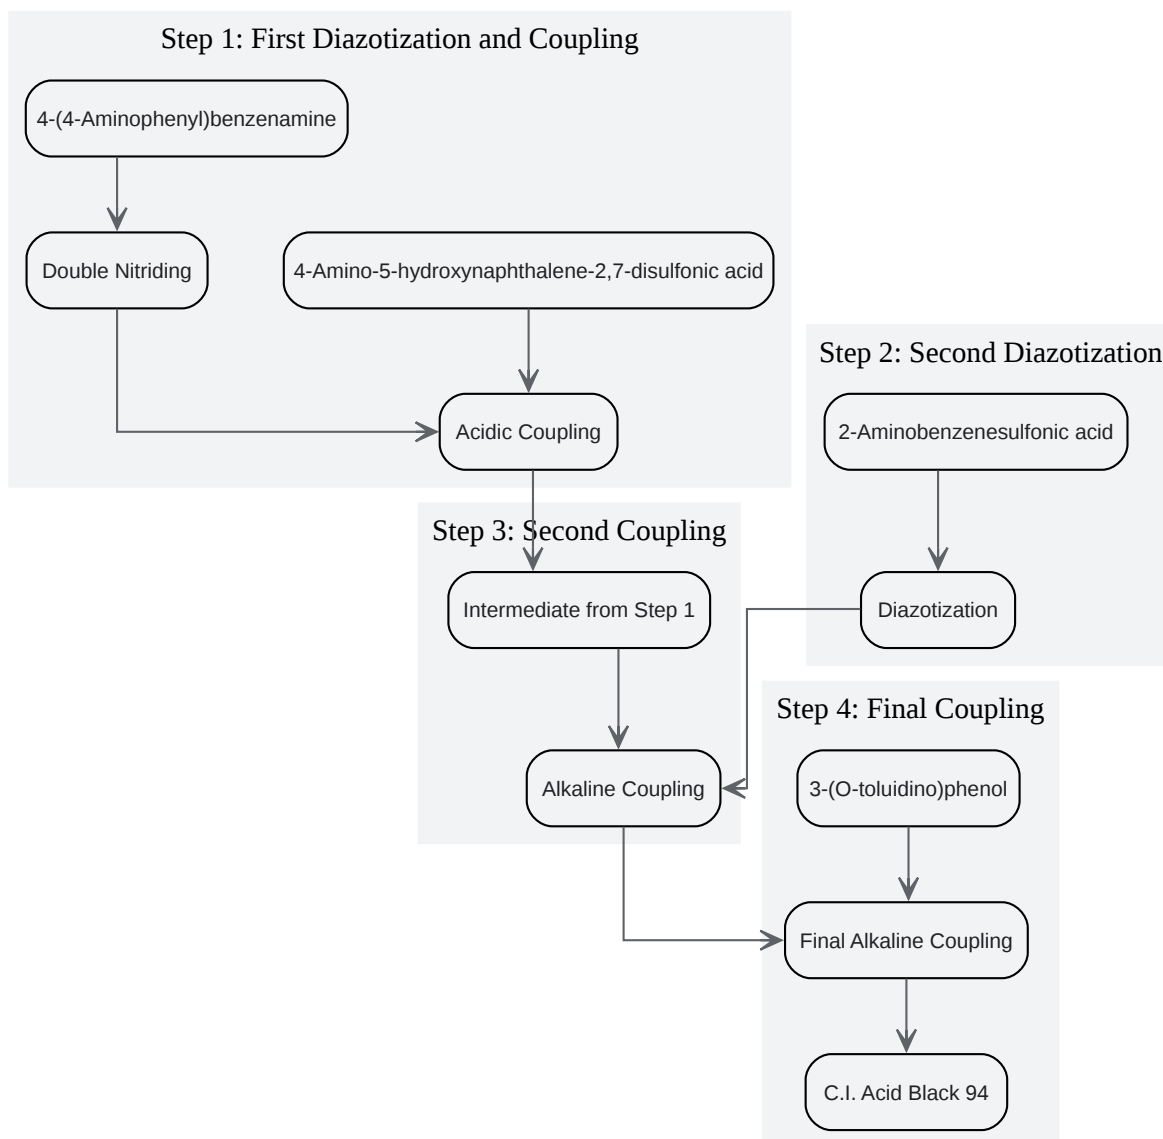 Step 1: First Diazotization and Coupling
4-(4-Aminophenyl)benzenamine
Double Nitriding
4-Amino-5-hydroxynaphthalene-2,7-disulfonic acid
Acidic Coupling
Step 2: Second Diazotization
2-Aminobenzenesulfonic acid
Diazotization
Step 3: Second Coupling
Intermediate from Step 1
Alkaline Coupling
Step 4: Final Coupling
3-(O-toluidino)phenol
Final Alkaline Coupling
C.I. Acid Black 94